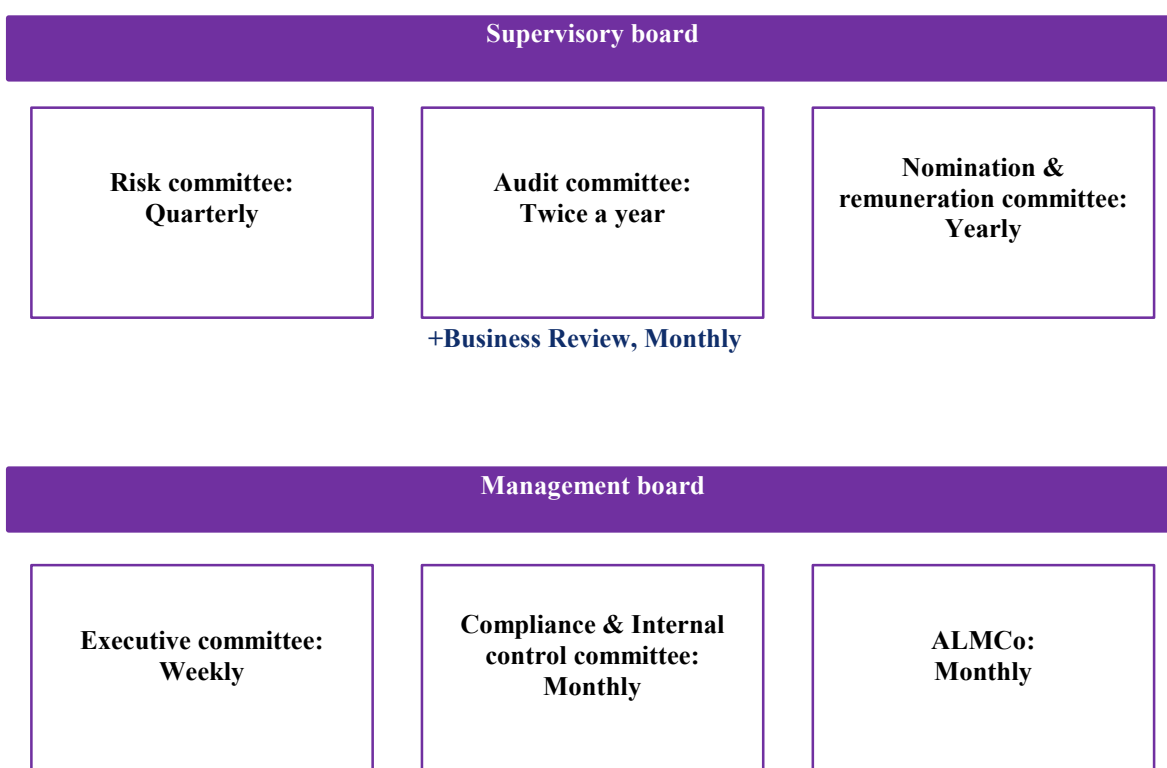 Supervisory board
Risk committee:
Quarterly
Audit committee:
Twice a year
Nomination &
remuneration committee:
Yearly
+Business Review, Monthly
Management board
Executive committee:
Weekly
Compliance & Internal
control committee:
Monthly
ALMCo:
Monthly